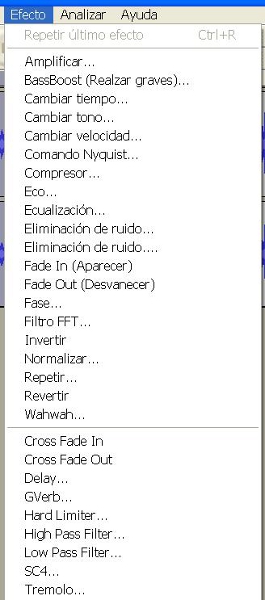 Efecto Analizar Ayuda
Repetir último efecto Ctrl+R
Amplificar...
BassBoost (Realzar graves)...
Cambiar tiempo...
Cambiar tono...
Cambiar velocidad...
Comando Nyquist...
Compresor...
Eco...
Ecualización...
Eliminación de ruido...
Eliminación de ruido....
Fade In (Aparecer)
Fade Out (Desvanecer)
Fase...
Filtro FFT...
Invertir
Normalizar...
Repetir...
Revertir
Wahwah...
Cross Fade In
Cross Fade Out
Delay...
GVerb...
Hard Limiter...
High Pass Filter...
Low Pass Filter...
SC4...
Tremolo...